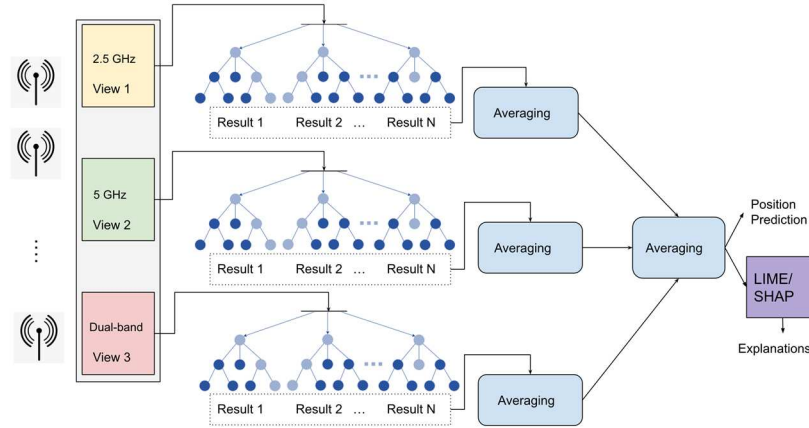 2.5 GHz
View 1
Result 1 Result 2 ... Result N
Averaging
5 GHz
View 2
Result 1 Result 2 ... Result N
Averaging
Averaging
Position
Prediction
LIME/
SHAP
Explanations
Dual-band
View 3
Result 1 Result 2 ... Result N
Averaging